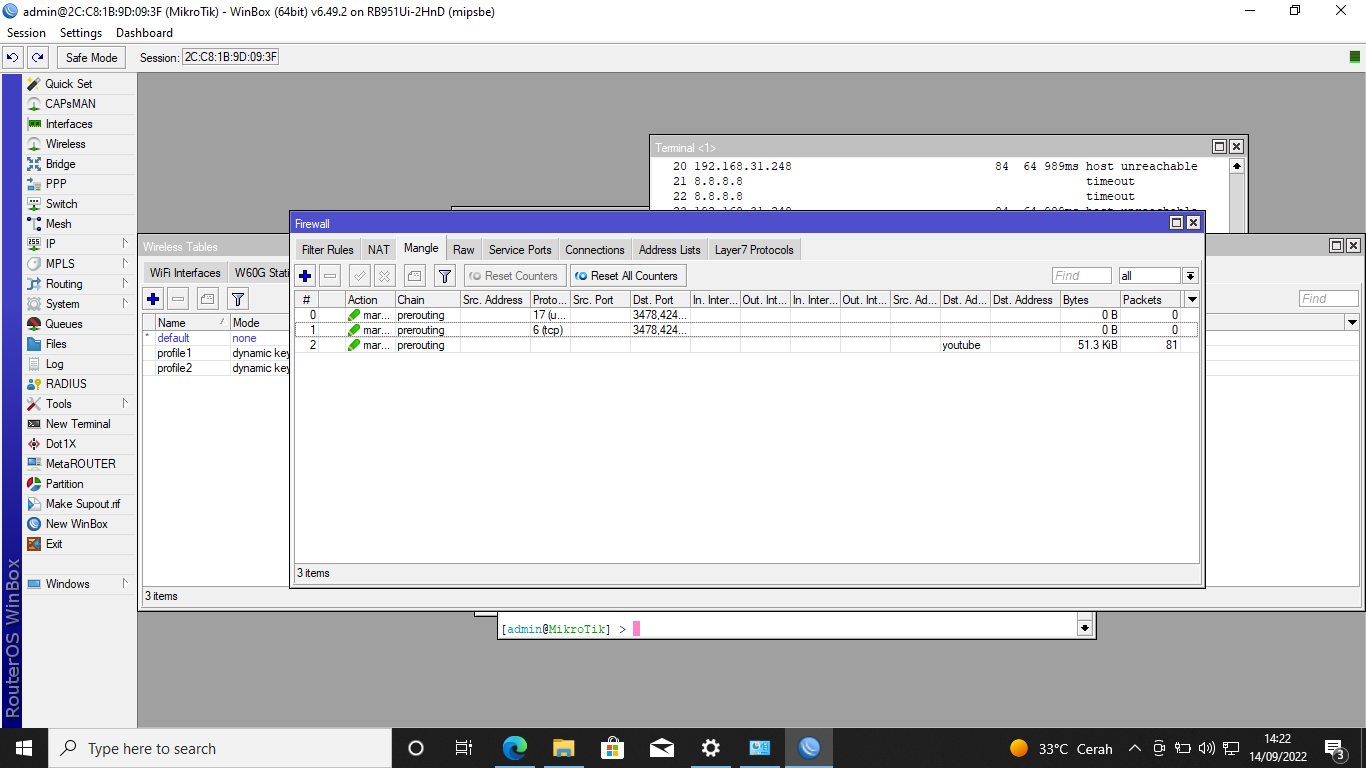 admin@2C:C8:1B:9D:09:3F (MikroTik) - WinBox (64bit) v6.49.2 on RB951Ui-2HnD (mipsbe)
Session Settings Dashboard
Safe Mode Session: 2C:C8:1B:9D:09:3F
Quick Set
CAPsMAN
Interfaces
Wireless
Bridge
PPP
Switch
Mesh
IP
MPLS
Routing
System
Queues
Files
Log
RADIUS
Tools
New Terminal
Dot1X
MetaROUTER
Partition
Make Supout.rif
New WinBox
Exit
Windows
RouterOS WinBox
Terminal <1>
20 192.168.31.248 84 64 989ms host unreachable
21 8.8.8.8 timeout
22 8.8.8.8 timeout
Wireless Tables
WiFi Interfaces W60G Stati
Name Mode
* default none
profile1 dynamic key
profile2 dynamic key
3 items
Find
Firewall
Filter Rules NAT Mangle Raw Service Ports Connections Address Lists Layer7 Protocols
Reset Counters Reset All Counters Find all
# Action Chain Src. Address Proto... Src. Port Dst. Port In. Inter... Out. Int... In. Inter... Out. Int... Src. Ad... Dst. Ad... Dst. Address Bytes Packets
0 mar... prerouting 17 (u... 3478,424... 0 B 0
1 mar... prerouting 6 (tcp) 3478,424... 0 B 0
2 mar... prerouting youtube 51.3 KiB 81
3 items
[admin@MikroTik] >
Type here to search
33°C Cerah
14:22
14/09/2022
3